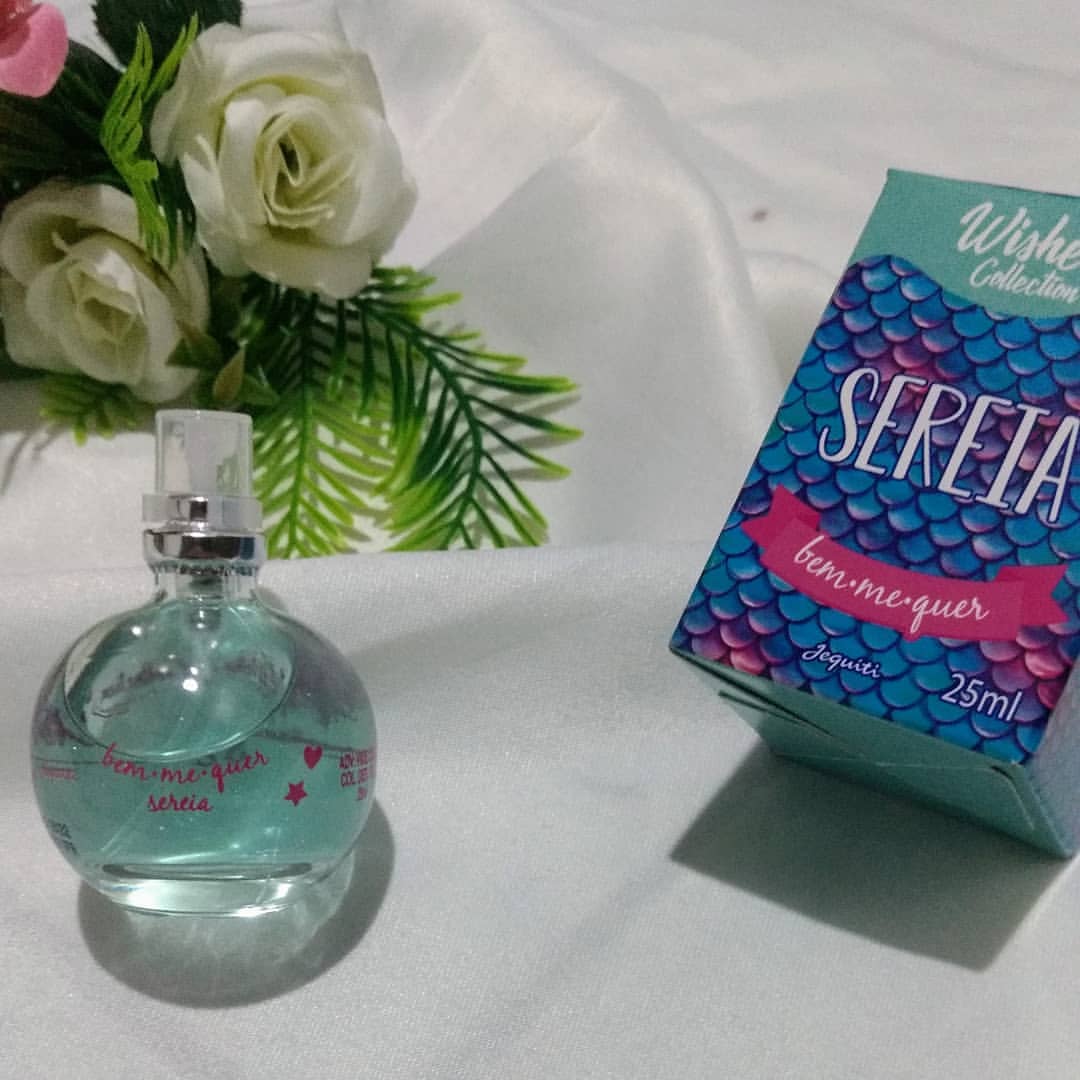 Wishe
Collection
SEREIA
bem•me•quer
Jequiti
25ml
bem•me•quer
sereia